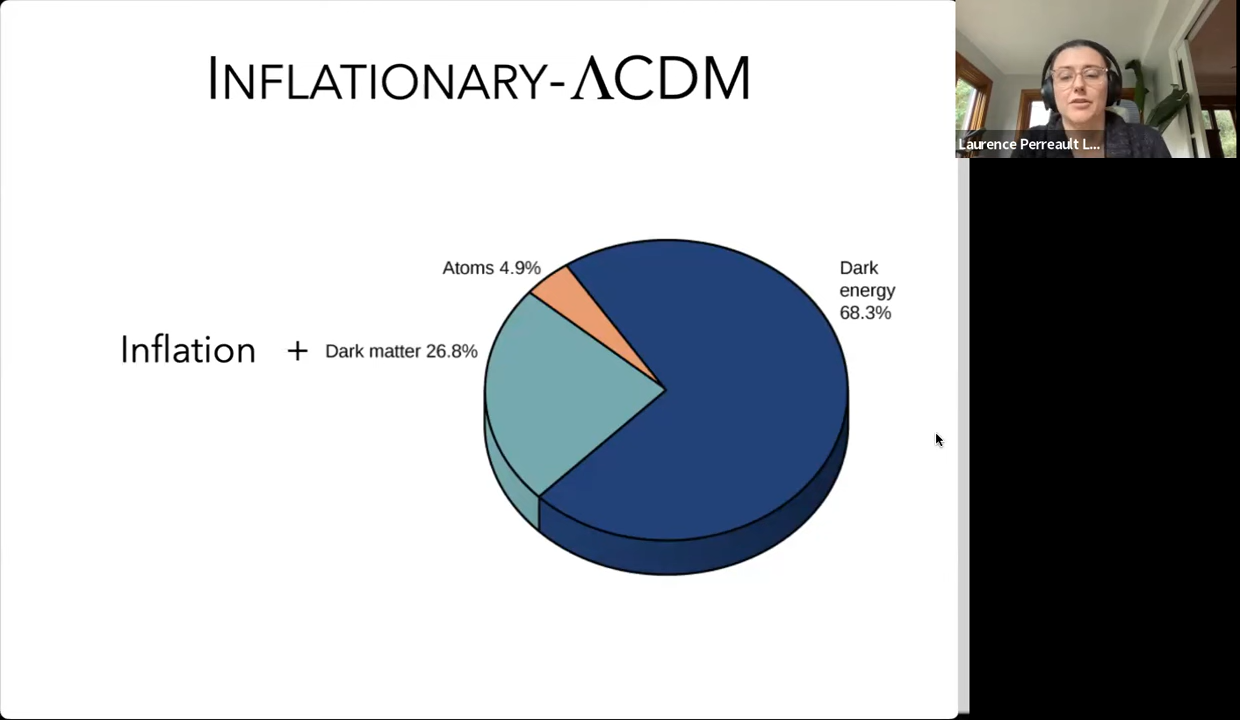 INFLATIONARY-ΛCDM
Laurence Perreault L...
Atoms 4.9%
Dark
energy
68.3%
Inflation + Dark matter 26.8%